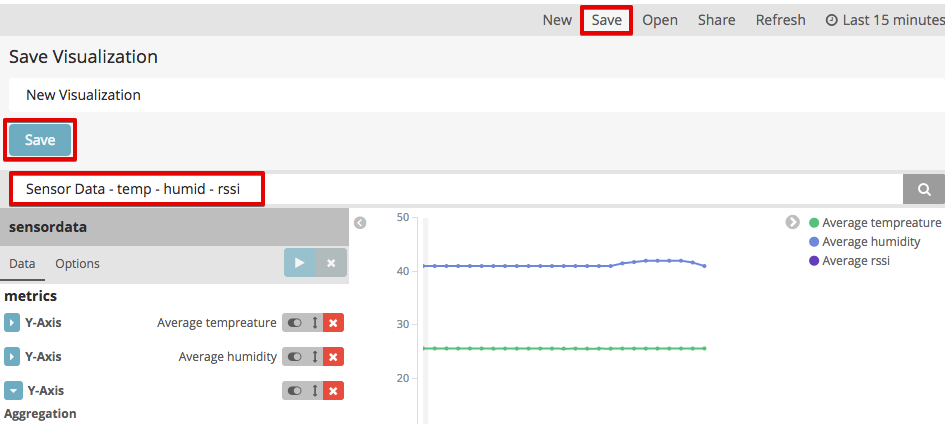 New Save Open Share Refresh Last 15 minutes
Save Visualization
New Visualization
Save
Sensor Data - temp - humid - rssi
sensordata
Data Options
metrics
Y-Axis Average tempreature
Y-Axis Average humidity
Y-Axis
Aggregation
50
40
30
20
Average tempreature
Average humidity
Average rssi